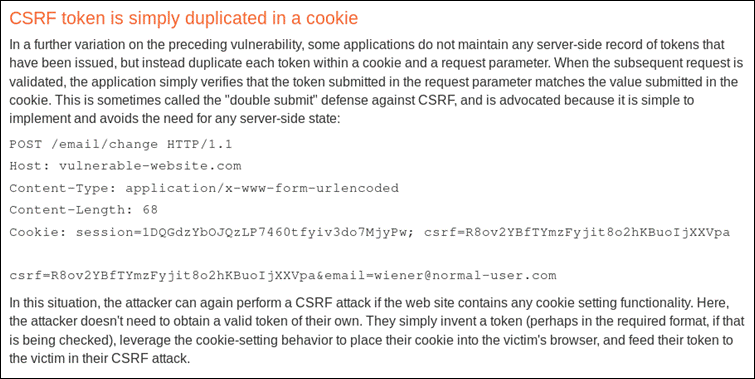 CSRF token is simply duplicated in a cookie
In a further variation on the preceding vulnerability, some applications do not maintain any server-side record of tokens that
have been issued, but instead duplicate each token within a cookie and a request parameter. When the subsequent request is
validated, the application simply verifies that the token submitted in the request parameter matches the value submitted in the
cookie. This is sometimes called the "double submit" defense against CSRF, and is advocated because it is simple to
implement and avoids the need for any server-side state:
POST /email/change HTTP/1.1
Host: vulnerable-website.com
Content-Type: application/x-www-form-urlencoded
Content-Length: 68
Cookie: session=1DQGdzYbOJQzLP7460tfyiv3do7MjyPw; csrf=R8ov2YBfTYmzFyjit8o2hKBuoIjXXVpa
csrf=R8ov2YBfTYmzFyjit8o2hKBuoIjXXVpa&email=wiener@normal-user.com
In this situation, the attacker can again perform a CSRF attack if the web site contains any cookie setting functionality. Here,
the attacker doesn't need to obtain a valid token of their own. They simply invent a token (perhaps in the required format, if that
is being checked), leverage the cookie-setting behavior to place their cookie into the victim's browser, and feed their token to
the victim in their CSRF attack.